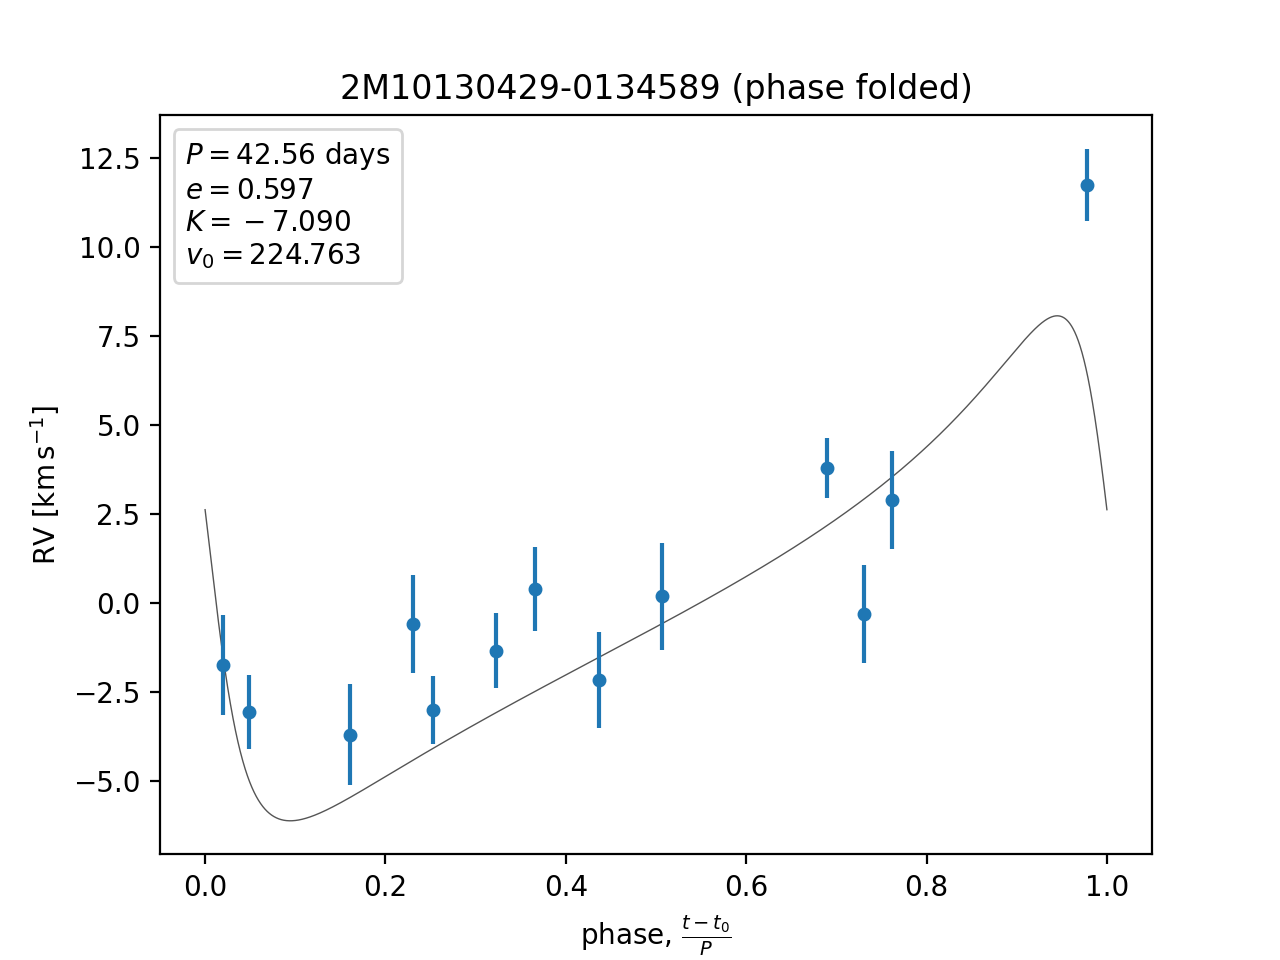 2M10130429-0134589 (phase folded)
P = 42.56 days
e = 0.597
K = −7.090
v₀ = 224.763
12.5
10.0
7.5
5.0
2.5
0.0
−2.5
−5.0
RV [km s⁻¹]
0.0 0.2 0.4 0.6 0.8 1.0
phase, (t − t₀)/P